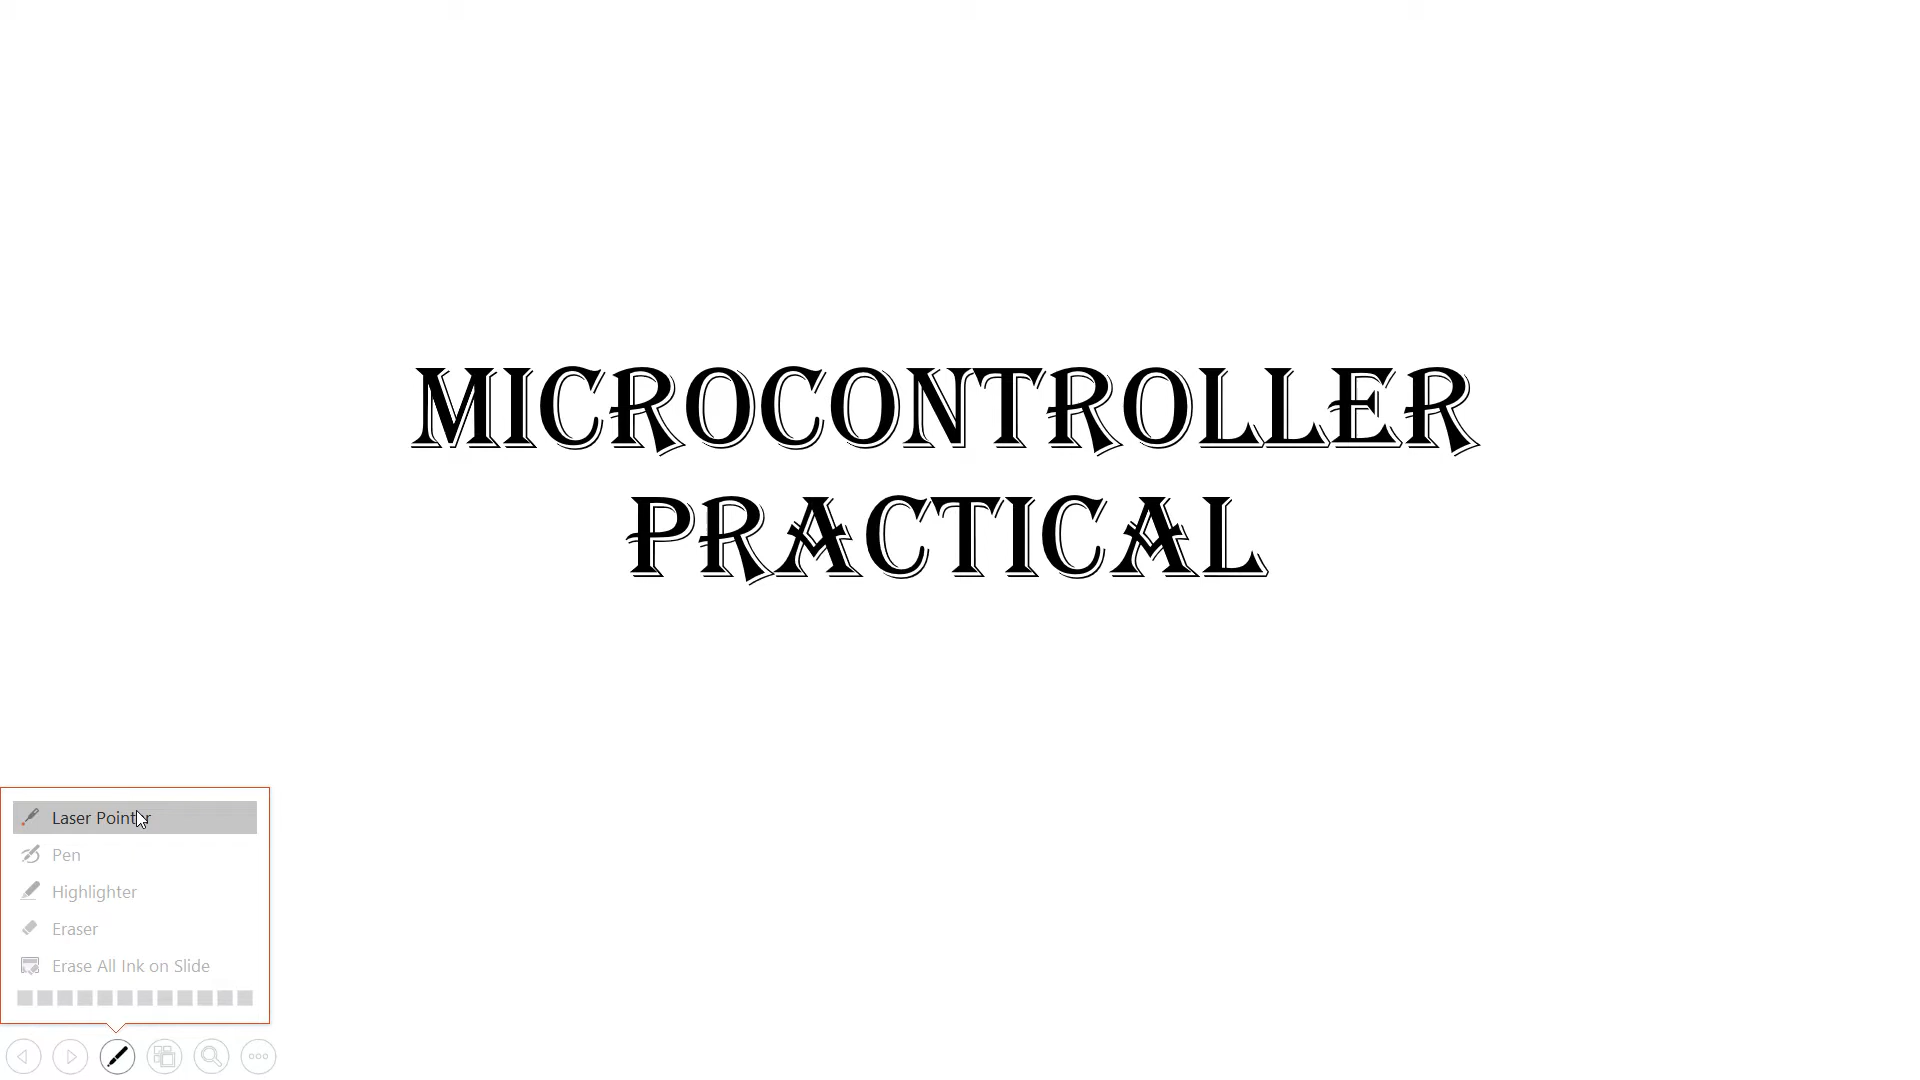 MICROCONTROLLER
PRACTICAL
Laser Pointer
Pen
Highlighter
Eraser
Erase All Ink on Slide